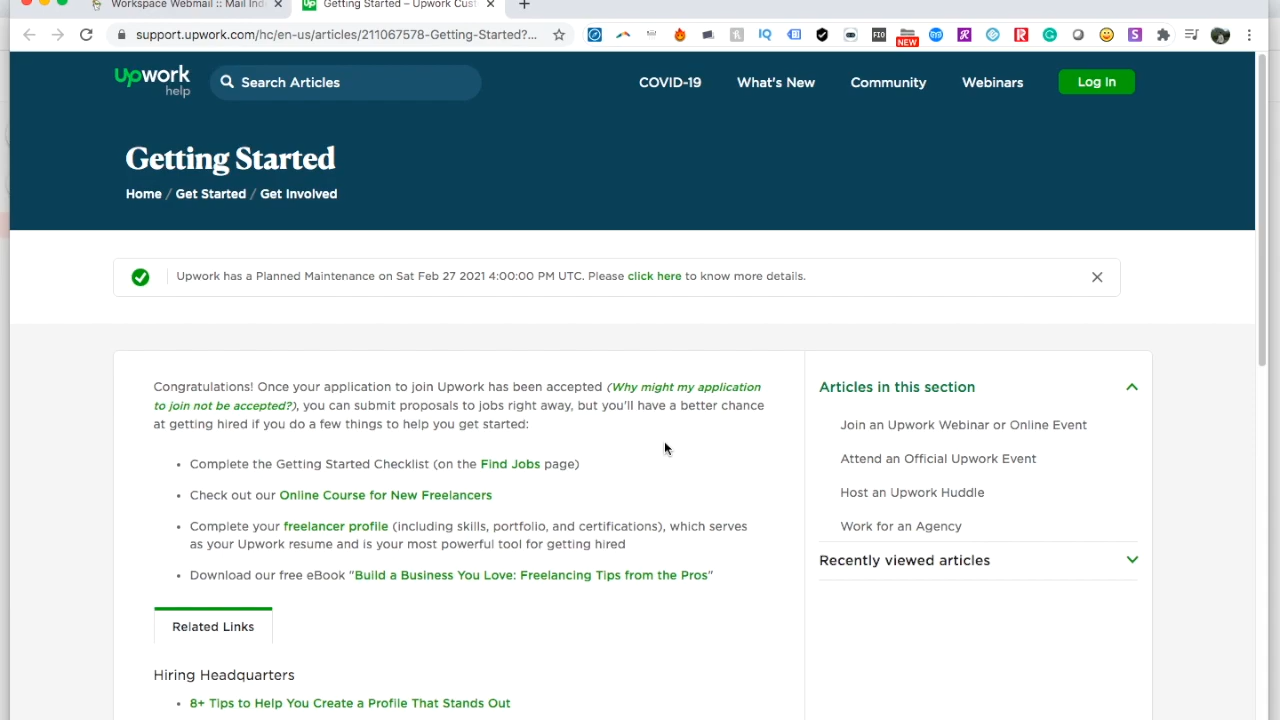 Workspace Webmail :: Mail Ind
Getting Started – Upwork Cust
support.upwork.com/hc/en-us/articles/211067578-Getting-Started?...
FIO
NEW
IQ
R
S
Upwork
help
Search Articles
COVID-19
What's New
Community
Webinars
Log In
Getting Started
Home / Get Started / Get Involved
Upwork has a Planned Maintenance on Sat Feb 27 2021 4:00:00 PM UTC. Please click here to know more details.
Congratulations! Once your application to join Upwork has been accepted (Why might my application
to join not be accepted?), you can submit proposals to jobs right away, but you'll have a better chance
at getting hired if you do a few things to help you get started:
• Complete the Getting Started Checklist (on the Find Jobs page)
• Check out our Online Course for New Freelancers
• Complete your freelancer profile (including skills, portfolio, and certifications), which serves
as your Upwork resume and is your most powerful tool for getting hired
• Download our free eBook "Build a Business You Love: Freelancing Tips from the Pros"
Related Links
Hiring Headquarters
• 8+ Tips to Help You Create a Profile That Stands Out
Articles in this section
Join an Upwork Webinar or Online Event
Attend an Official Upwork Event
Host an Upwork Huddle
Work for an Agency
Recently viewed articles